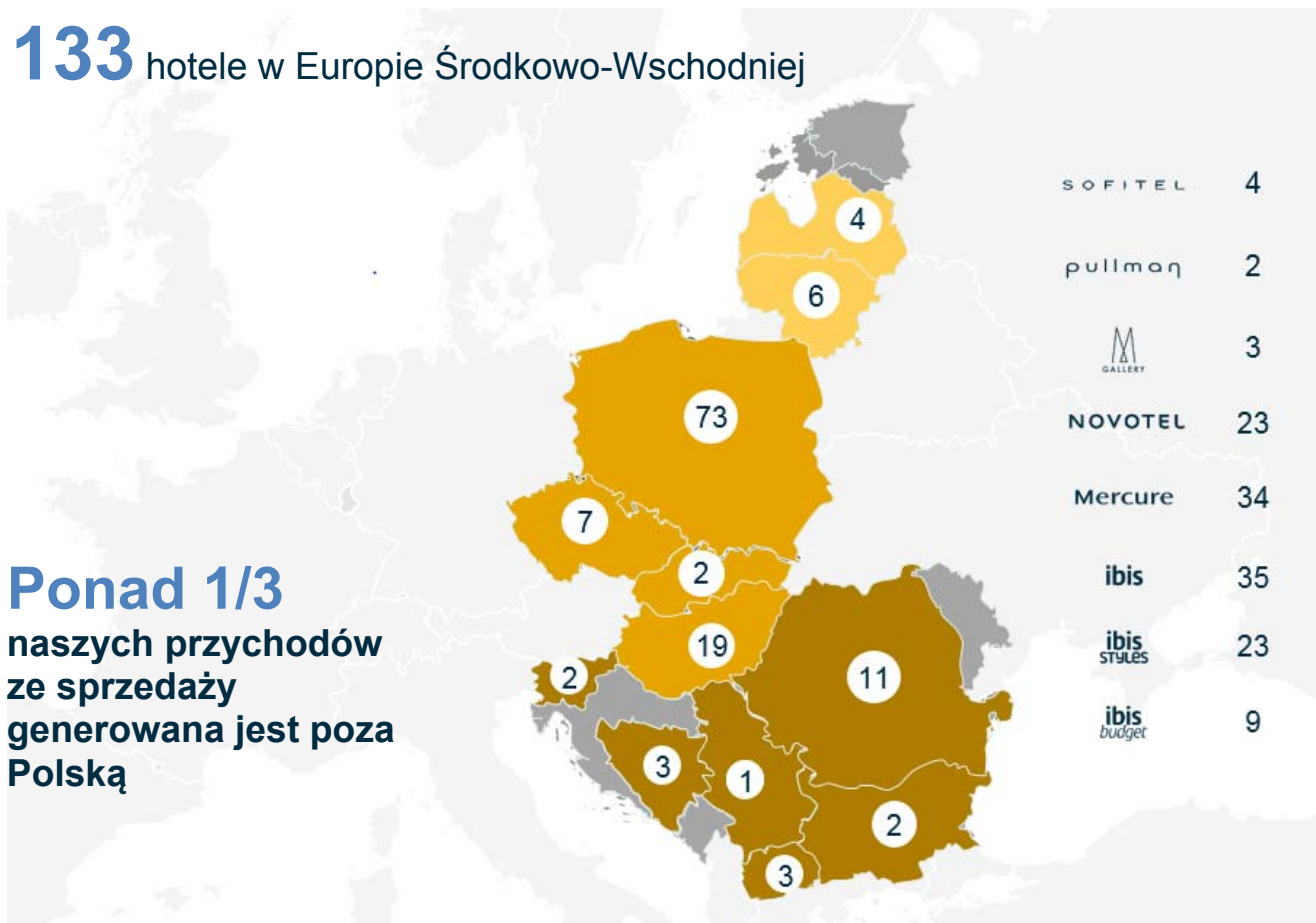 133 hotele w Europie Środkowo-Wschodniej
4
6
73
7
2
19
2
11
3
1
2
3
Ponad 1/3
naszych przychodów
ze sprzedaży
generowana jest poza
Polską
SOFITEL 4
pullman 2
M
GALLERY 3
NOVOTEL 23
Mercure 34
ibis 35
ibis
STYLES 23
ibis
budget 9